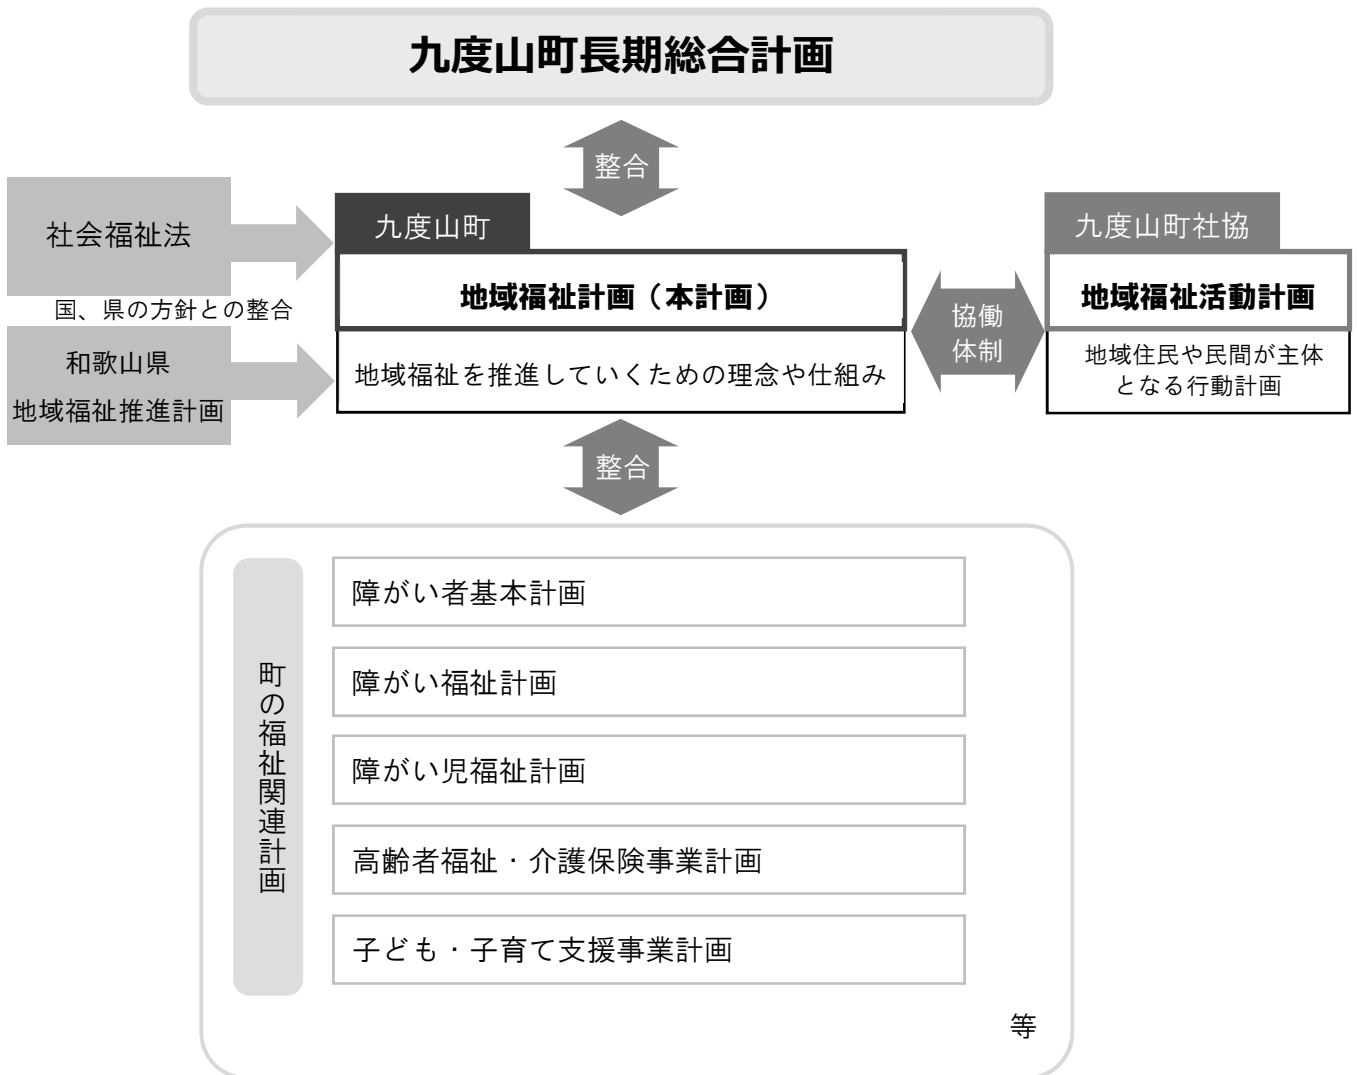 九度山町長期総合計画
整合
社会福祉法
国、県の方針との整合
和歌山県
地域福祉推進計画
九度山町
地域福祉計画（本計画）
地域福祉を推進していくための理念や仕組み
協働
体制
九度山町社協
地域福祉活動計画
地域住民や民間が主体
となる行動計画
整合
町の福祉関連計画
障がい者基本計画
障がい福祉計画
障がい児福祉計画
高齢者福祉・介護保険事業計画
子ども・子育て支援事業計画
等